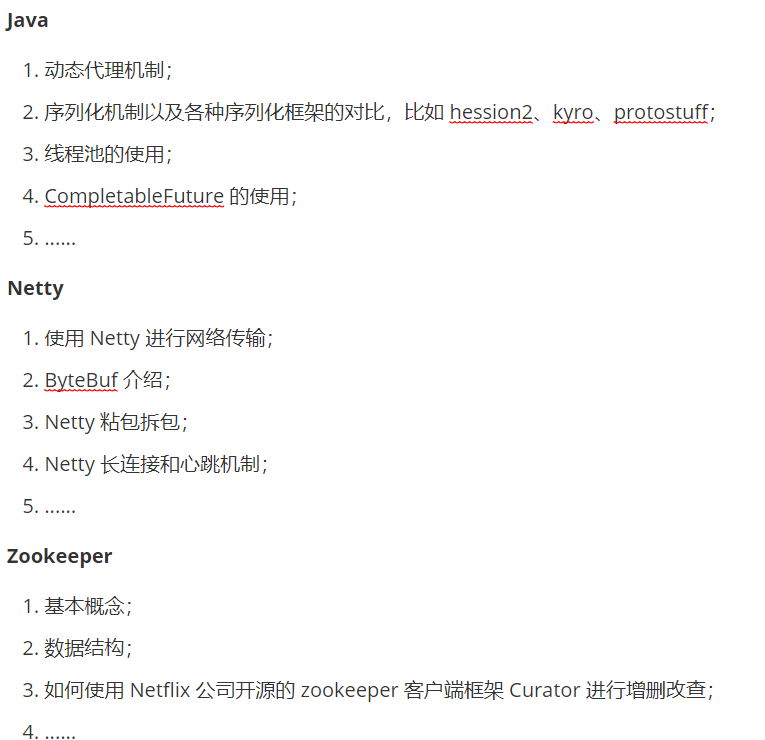 Java
1. 动态代理机制；
2. 序列化机制以及各种序列化框架的对比，比如 hession2、kyro、protostuff；
3. 线程池的使用；
4. CompletableFuture 的使用；
5. ......
Netty
1. 使用 Netty 进行网络传输；
2. ByteBuf 介绍；
3. Netty 粘包拆包；
4. Netty 长连接和心跳机制；
5. ......
Zookeeper
1. 基本概念；
2. 数据结构；
3. 如何使用 Netflix 公司开源的 zookeeper 客户端框架 Curator 进行增删改查；
4. ......